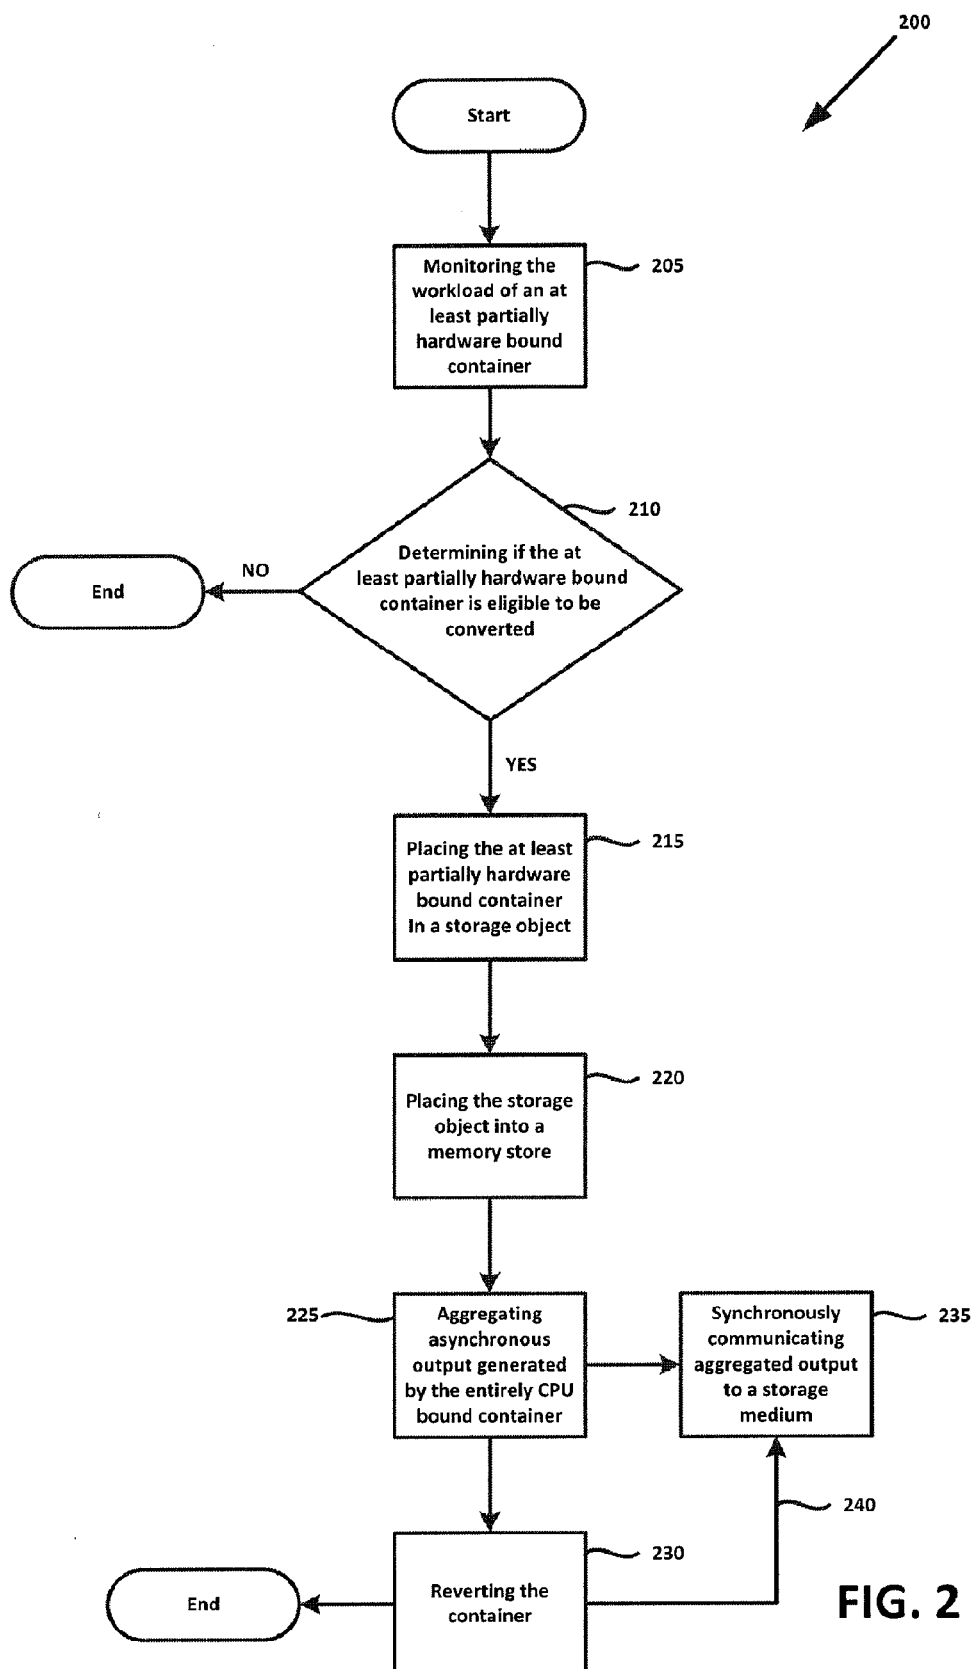 200
Start
Monitoring the
workload of an at
least partially
hardware bound
container
205
210
Determining if the at
least partially hardware bound
container is eligible to be
converted
NO
End
YES
Placing the at least
partially hardware
bound container
In a storage object
215
Placing the storage
object into a
memory store
220
225
Aggregating
asynchronous
output generated
by the entirely CPU
bound container
Synchronously
communicating
aggregated output
to a storage
medium
235
240
Reverting the
container
230
End
FIG. 2